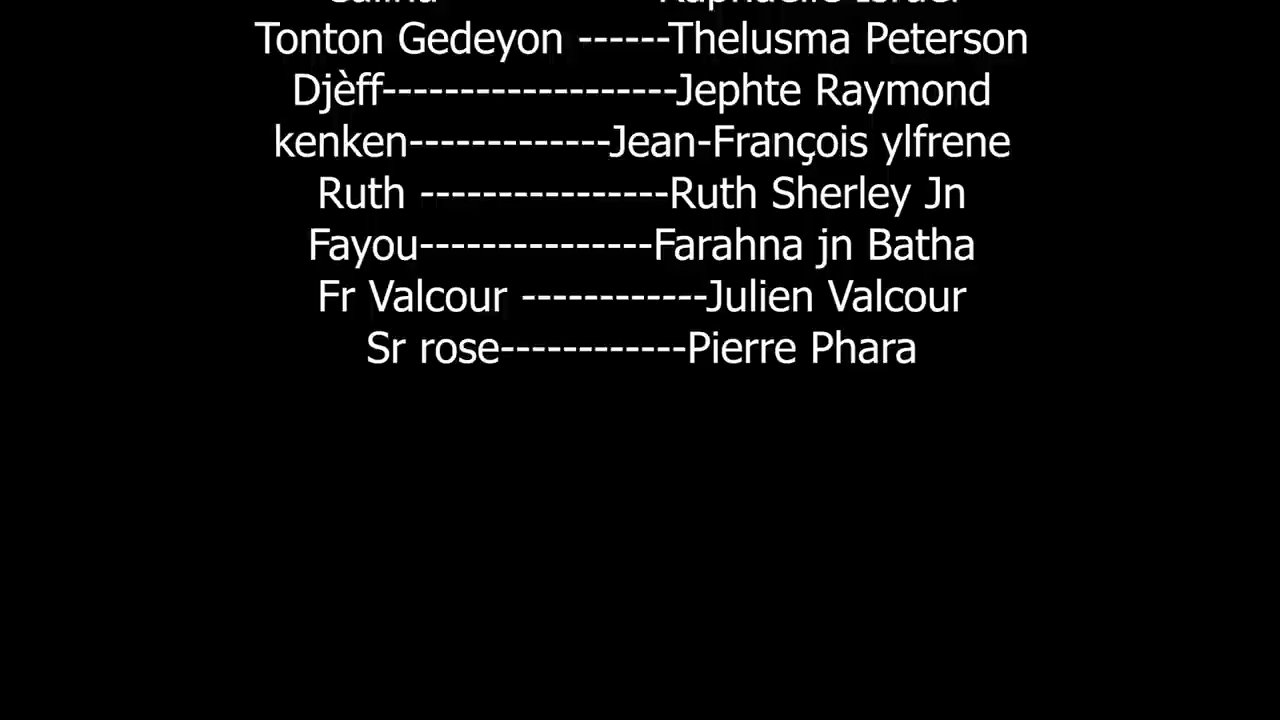 Tonton Gedeyon ------Thelusma Peterson
Djèff-------------------Jephte Raymond
kenken-------------Jean-François ylfrene
Ruth ----------------Ruth Sherley Jn
Fayou---------------Farahna jn Batha
Fr Valcour ------------Julien Valcour
Sr rose------------Pierre Phara